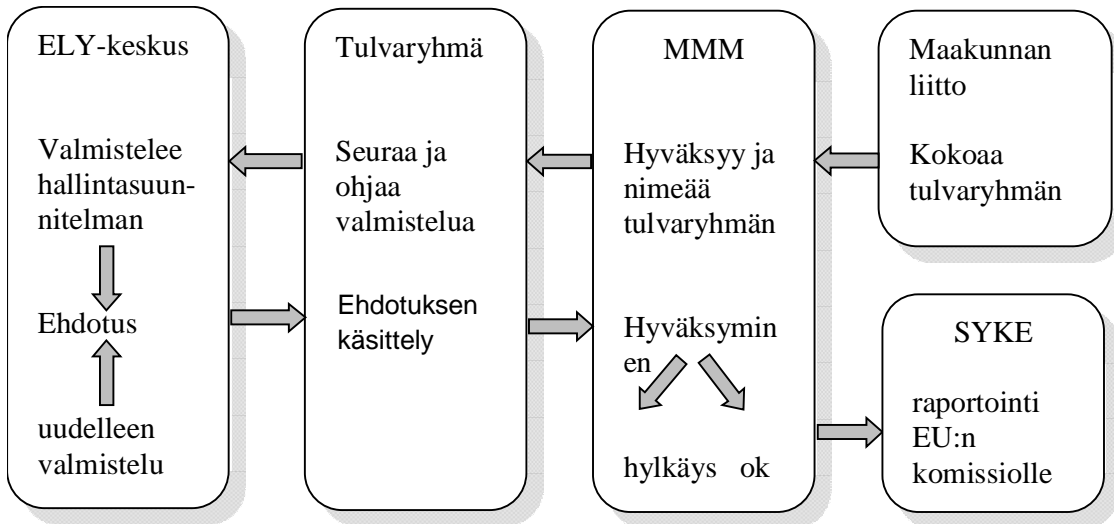 ELY-keskus
Valmistelee
hallintasuun-
nitelman
Ehdotus
uudelleen
valmistelu
Tulvaryhmä
Seuraa ja
ohjaa
valmistelua
Ehdotuksen
käsittely
MMM
Hyväksyy ja
nimeää
tulvaryhmän
Hyväksymin
en
hylkäys ok
Maakunnan
liitto
Kokoaa
tulvaryhmän
SYKE
raportointi
EU:n
komissiolle